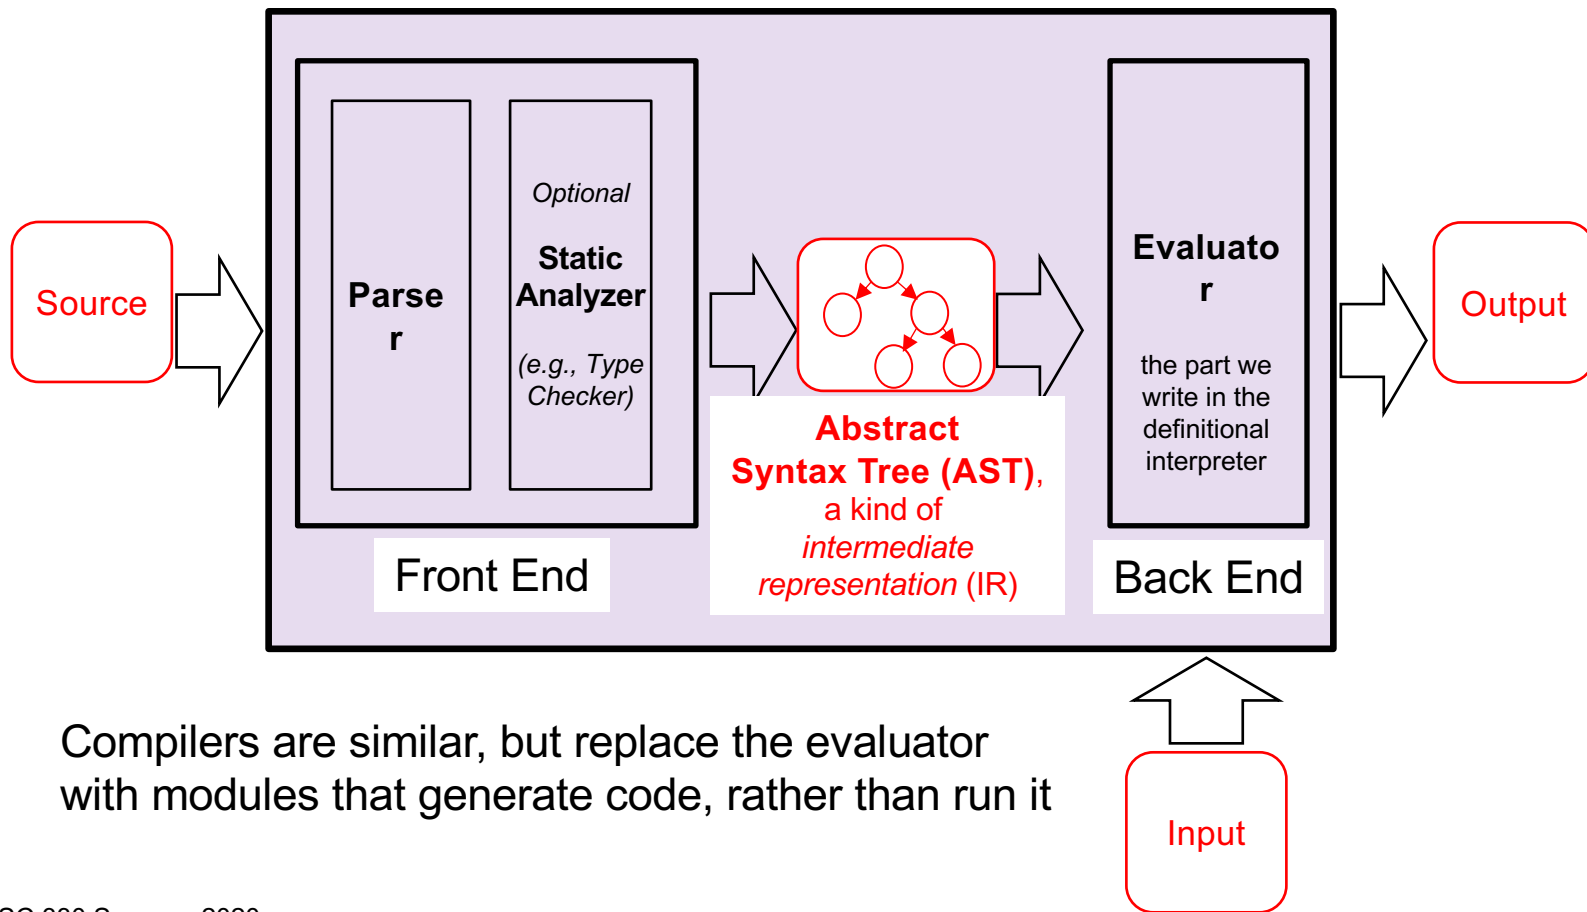 Source
Parse
r
Optional
Static
Analyzer
(e.g., Type
Checker)
Front End
Abstract
Syntax Tree (AST),
a kind of
intermediate
representation (IR)
Evaluato
r
the part we
write in the
definitional
interpreter
Back End
Output
Input
Compilers are similar, but replace the evaluator
with modules that generate code, rather than run it